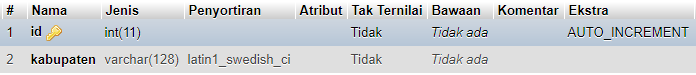 # Nama Jenis Penyortiran Atribut Tak Ternilai Bawaan Komentar Ekstra
1 id int(11) Tidak Tidak ada AUTO_INCREMENT
2 kabupaten varchar(128) latin1_swedish_ci Tidak Tidak ada